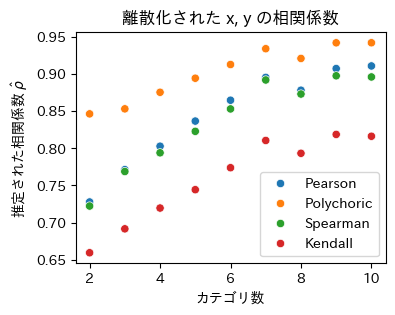 離散化された x, y の相関係数
推定された相関係数 ρ̂
0.95
0.90
0.85
0.80
0.75
0.70
0.65
2
4
6
8
10
カテゴリ数
Pearson
Polychoric
Spearman
Kendall